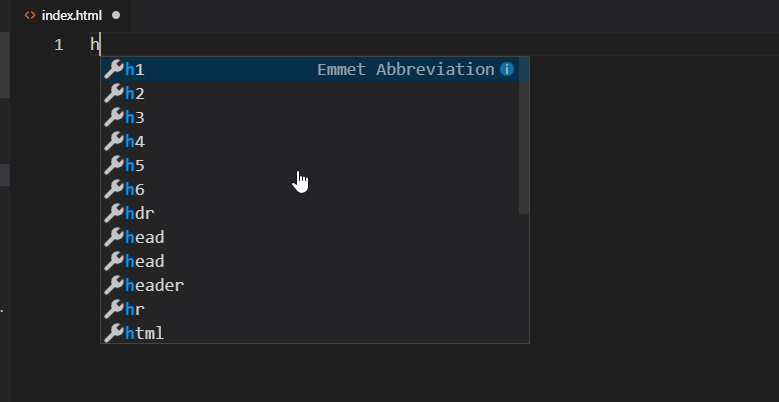 <> index.html
1 h
h1 Emmet Abbreviation
h2
h3
h4
h5
h6
hdr
head
head
header
hr
html